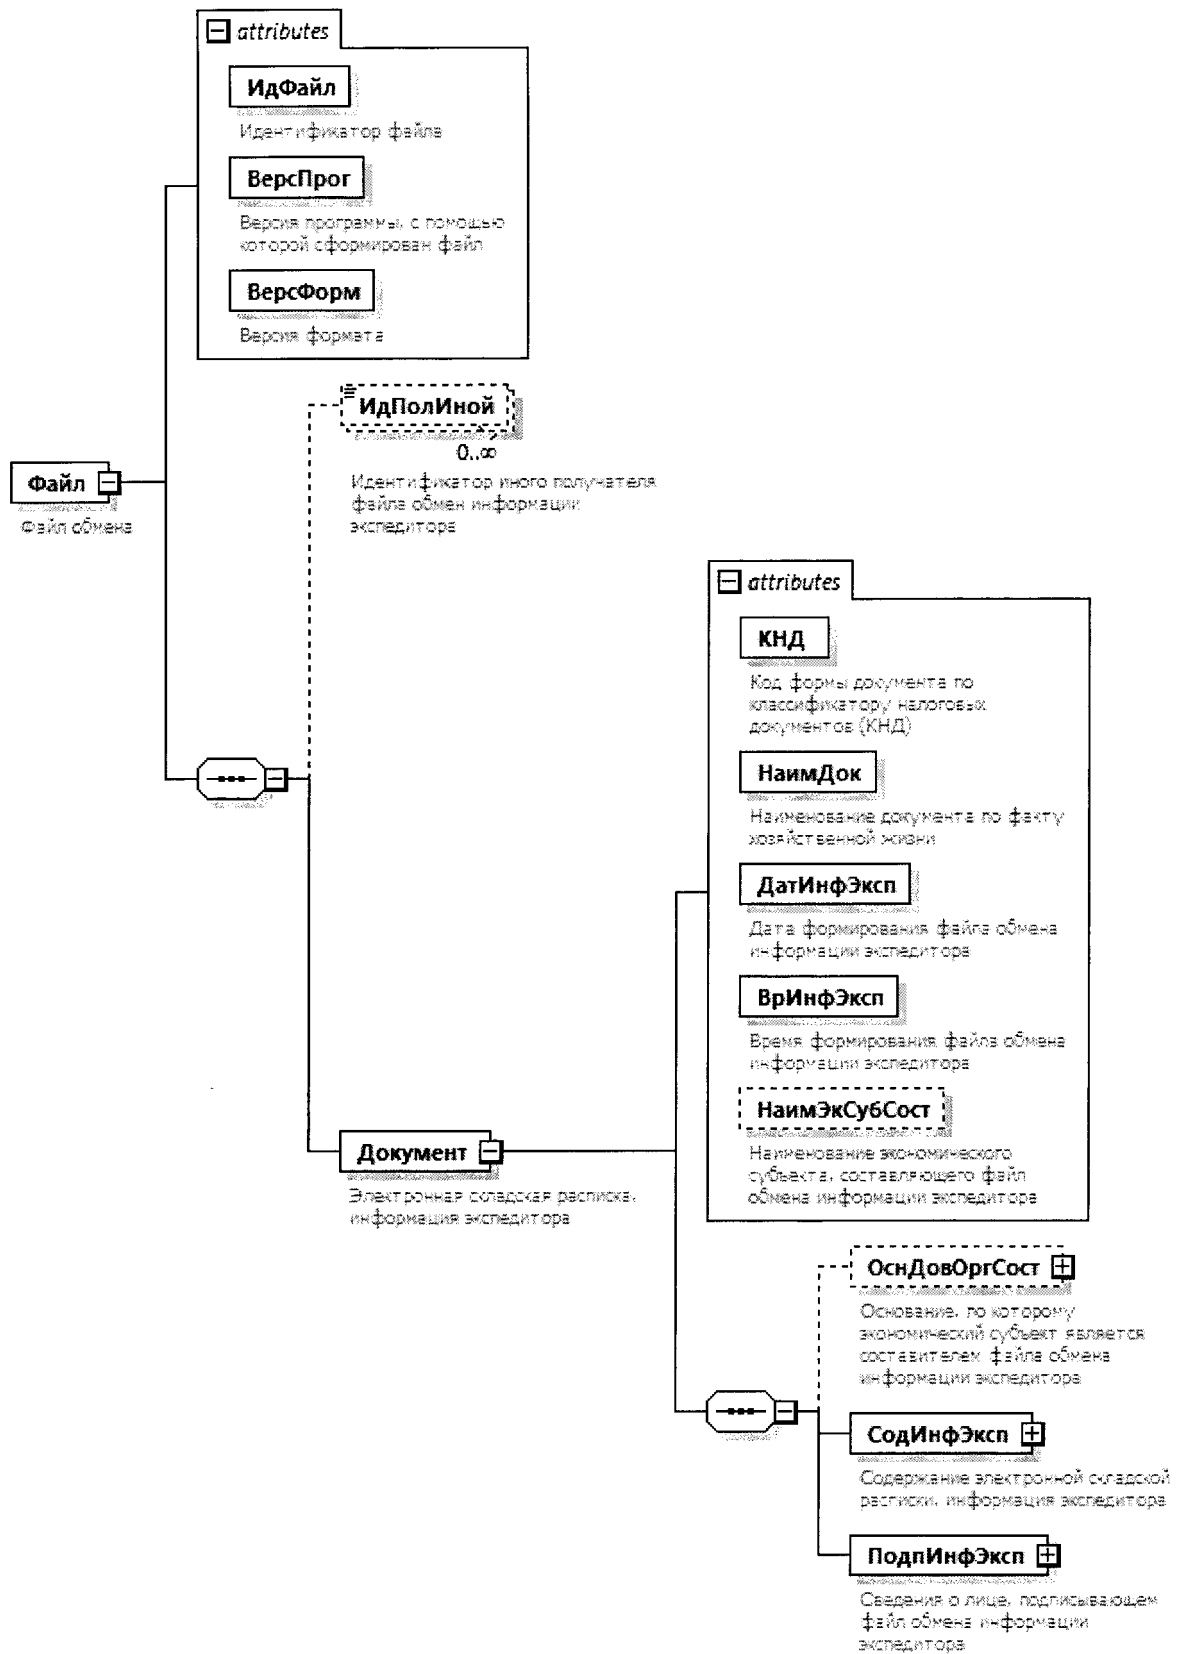 attributes
ИдФайл
Идентификатор файла
ВерсПрог
Версия программы, с помощью
которой сформирован файл
ВерсФорм
Версия формата
ИдПолИной
0..∞
Идентификатор иного получателя
файла обмен информации
экспедитора
Файл
Файл обмена
attributes
КНД
Код формы документа по
классификатору налоговых
документов (КНД)
НаимДок
Наименование документа по факту
хозяйственной жизни
ДатИнфЭксп
Дата формирования файла обмена
информации экспедитора
ВрИнфЭксп
Время формирования файла обмена
информации экспедитора
НаимЭкСубСост
Наименование экономического
субъекта, составляющего файл
обмена информации экспедитора
Документ
Электронная складская расписка,
информация экспедитора
ОснДовОргСост
Основание, по которому
экономический субъект является
составителем файла обмена
информации экспедитора
СодИнфЭксп
Содержание электронной складской
расписки, информация экспедитора
ПодпИнфЭксп
Сведения о лице, подписывающем
файл обмена информации
экспедитора